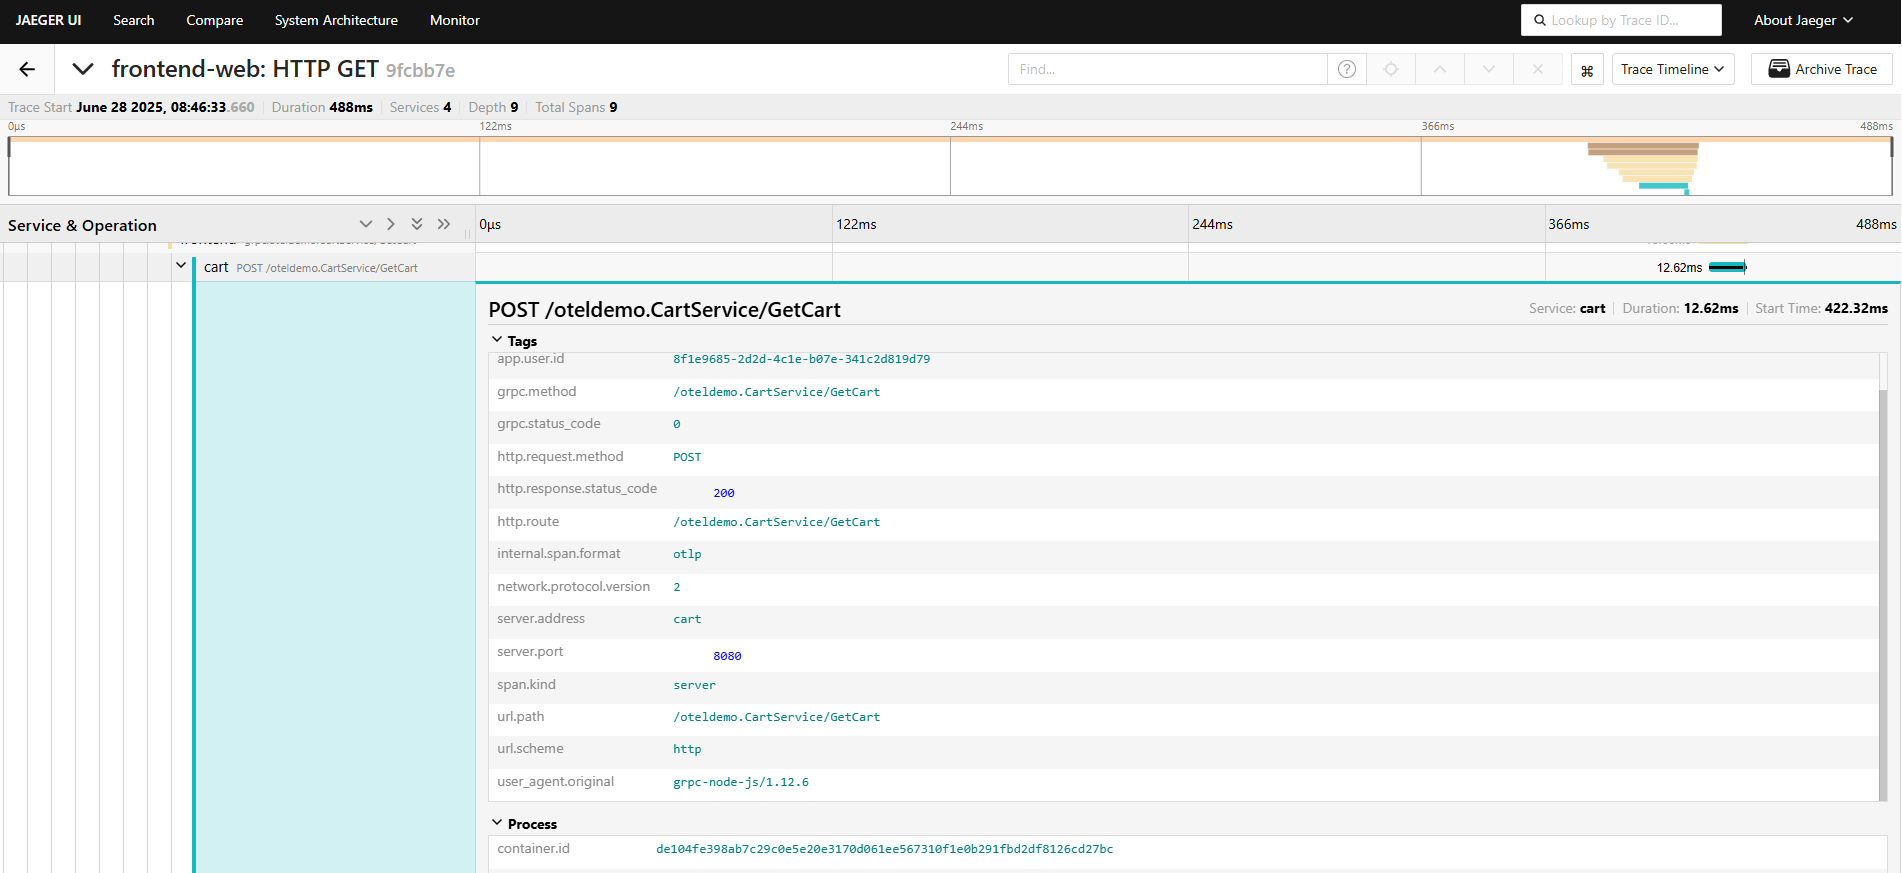 JAEGER UI Search Compare System Architecture Monitor Lookup by Trace ID... About Jaeger
frontend-web: HTTP GET 9fcbb7e Find... ? ⌘ Trace Timeline Archive Trace
Trace Start June 28 2025, 08:46:33.660 Duration 488ms Services 4 Depth 9 Total Spans 9
0μs 122ms 244ms 366ms 488ms
Service & Operation 0μs 122ms 244ms 366ms 488ms
cart POST /oteldemo.CartService/GetCart 12.62ms
POST /oteldemo.CartService/GetCart Service: cart Duration: 12.62ms Start Time: 422.32ms
Tags
app.user.id 8f1e9685-2d2d-4c1e-b07e-341c2d819d79
grpc.method /oteldemo.CartService/GetCart
grpc.status_code 0
http.request.method POST
http.response.status_code 200
http.route /oteldemo.CartService/GetCart
internal.span.format otlp
network.protocol.version 2
server.address cart
server.port 8080
span.kind server
url.path /oteldemo.CartService/GetCart
url.scheme http
user_agent.original grpc-node-js/1.12.6
Process
container.id de104fe398ab7c29c0e5e20e3170d061ee567310f1e0b291fbd2df8126cd27bc